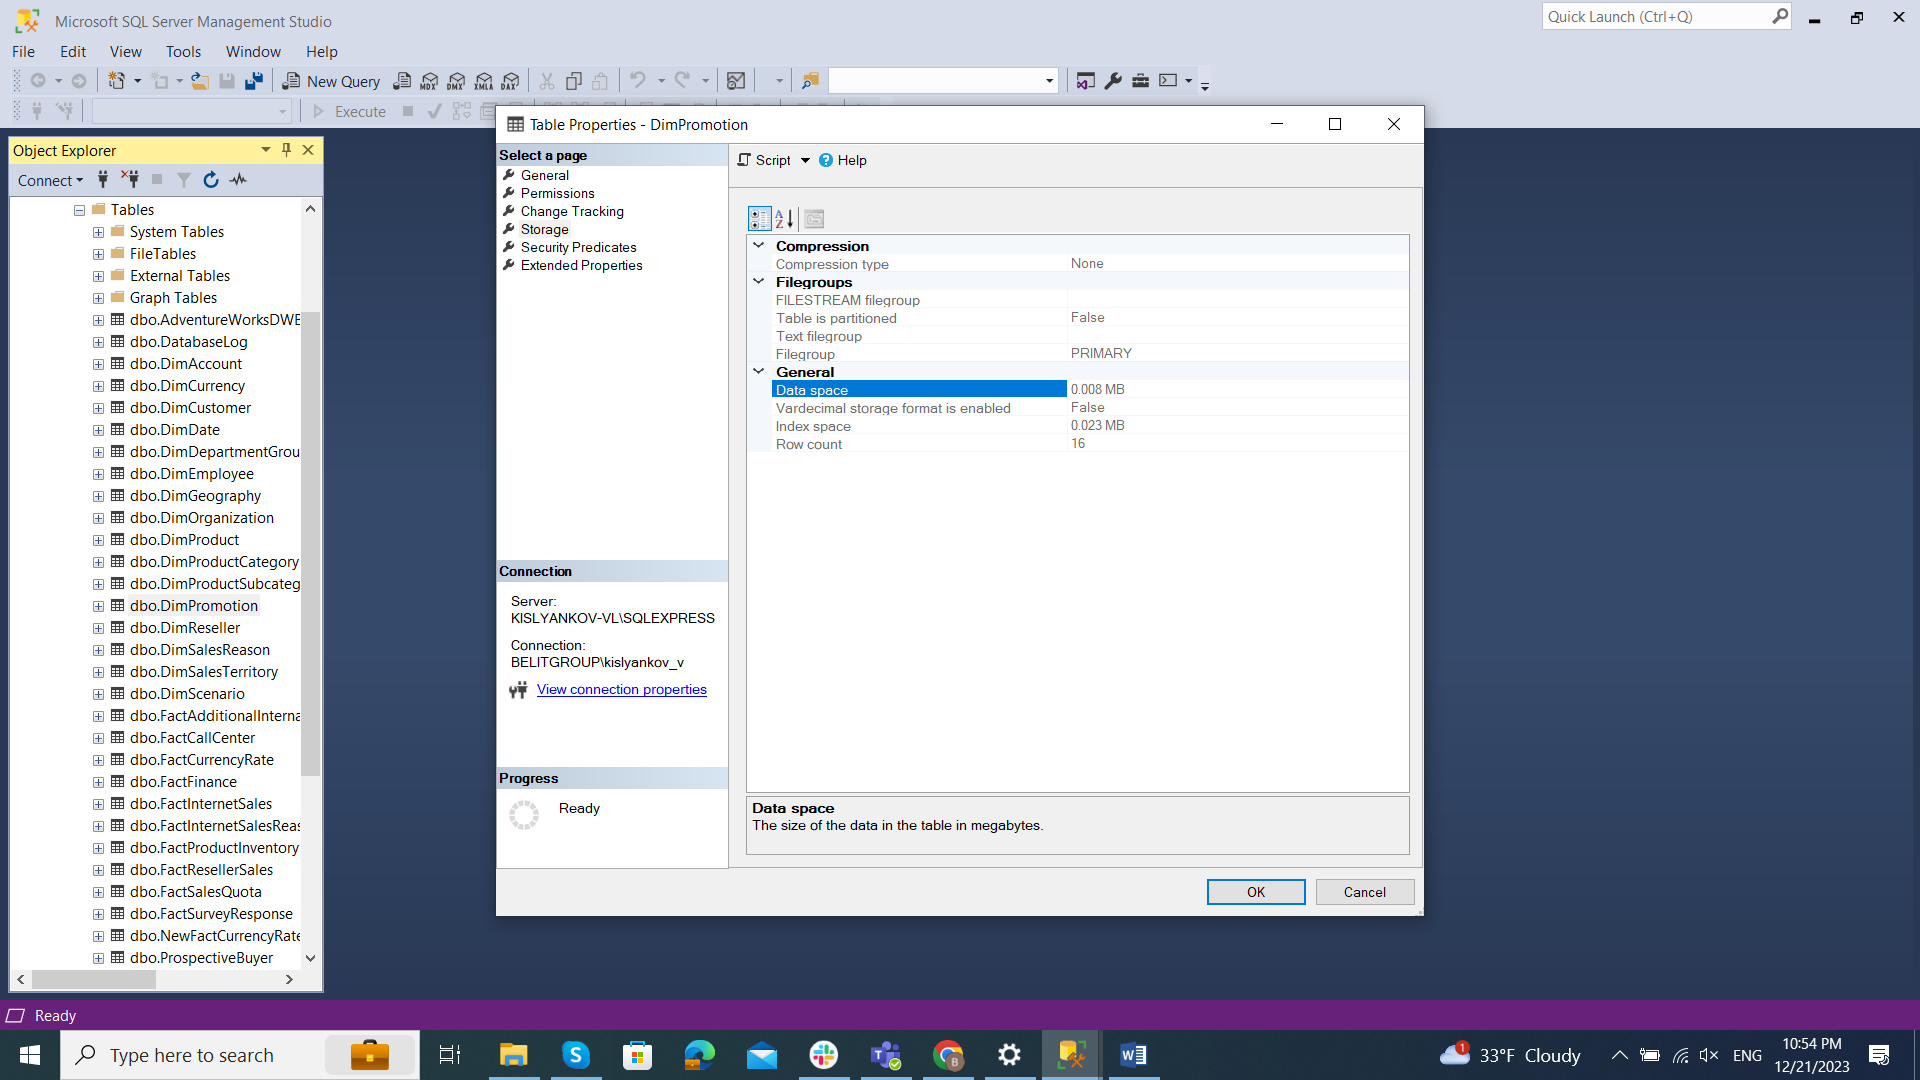 Microsoft SQL Server Management Studio
Quick Launch (Ctrl+Q)
File Edit View Tools Window Help
New Query MDX DMX XMLA DAX
Execute
Object Explorer
Connect
Tables
System Tables
FileTables
External Tables
Graph Tables
dbo.AdventureWorksDWB
dbo.DatabaseLog
dbo.DimAccount
dbo.DimCurrency
dbo.DimCustomer
dbo.DimDate
dbo.DimDepartmentGrou
dbo.DimEmployee
dbo.DimGeography
dbo.DimOrganization
dbo.DimProduct
dbo.DimProductCategory
dbo.DimProductSubcateg
dbo.DimPromotion
dbo.DimReseller
dbo.DimSalesReason
dbo.DimSalesTerritory
dbo.DimScenario
dbo.FactAdditionalInterna
dbo.FactCallCenter
dbo.FactCurrencyRate
dbo.FactFinance
dbo.FactInternetSales
dbo.FactInternetSalesReas
dbo.FactProductInventory
dbo.FactResellerSales
dbo.FactSalesQuota
dbo.FactSurveyResponse
dbo.NewFactCurrencyRate
dbo.ProspectiveBuyer
Table Properties - DimPromotion
Select a page
General
Permissions
Change Tracking
Storage
Security Predicates
Extended Properties
Connection
Server:
KISLYANKOV-VL\SQLEXPRESS
Connection:
BELITGROUP\kislyankov_v
View connection properties
Progress
Ready
Script Help
Compression
Compression type None
Filegroups
FILESTREAM filegroup
Table is partitioned False
Text filegroup
Filegroup PRIMARY
General
Data space 0.008 MB
Vardecimal storage format is enabled False
Index space 0.023 MB
Row count 16
Data space
The size of the data in the table in megabytes.
OK Cancel
Ready
Type here to search
33°F Cloudy
ENG
10:54 PM
12/21/2023